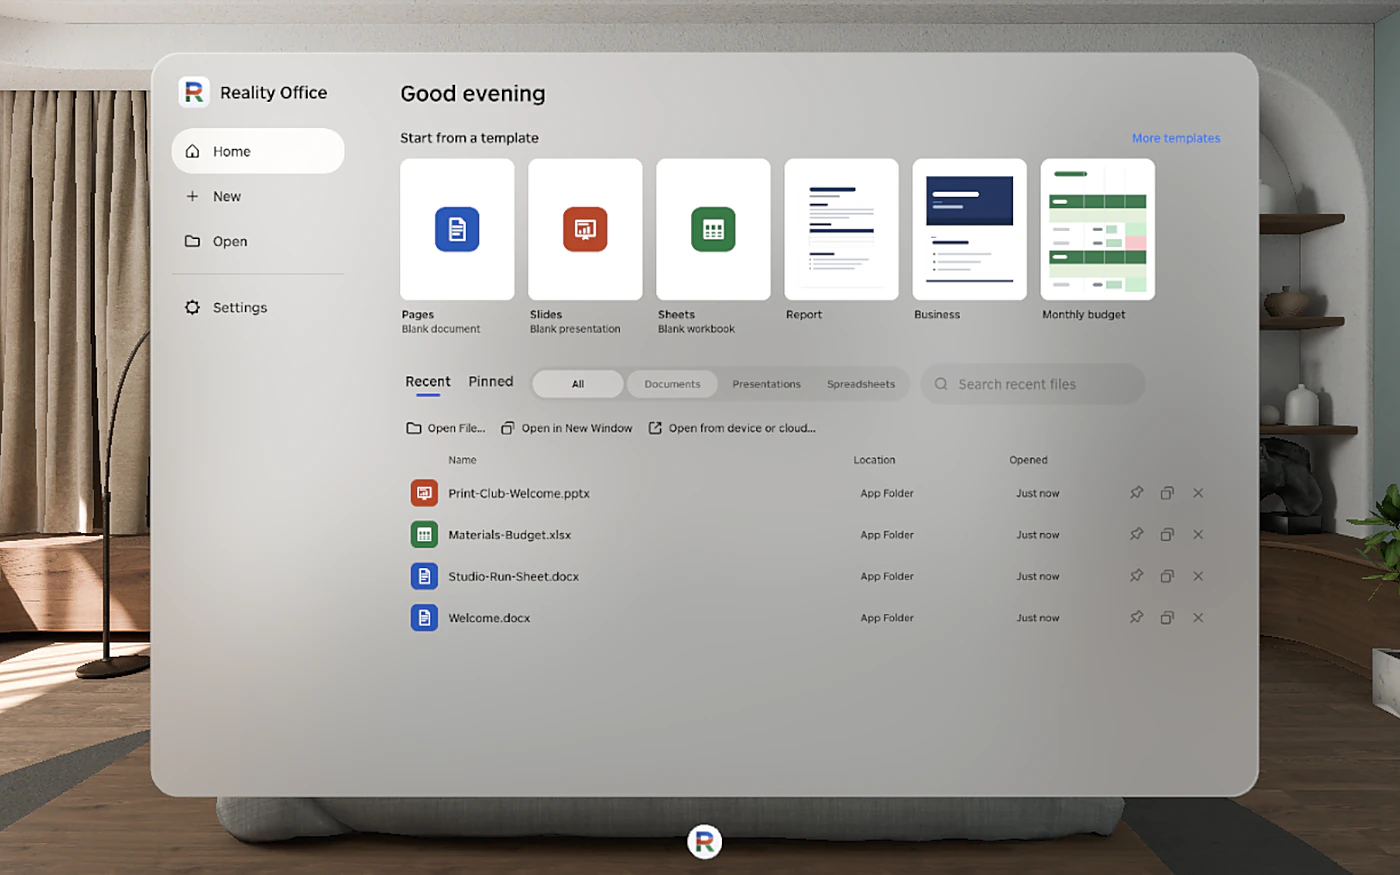 Reality Office
Home
New
Open
Settings
Good evening
Start from a template
More templates
Pages
Blank document
Slides
Blank presentation
Sheets
Blank workbook
Report
Business
Monthly budget
Recent
Pinned
All
Documents
Presentations
Spreadsheets
Search recent files
Open File...
Open in New Window
Open from device or cloud...
Name Location Opened
Print-Club-Welcome.pptx App Folder Just now
Materials-Budget.xlsx App Folder Just now
Studio-Run-Sheet.docx App Folder Just now
Welcome.docx App Folder Just now